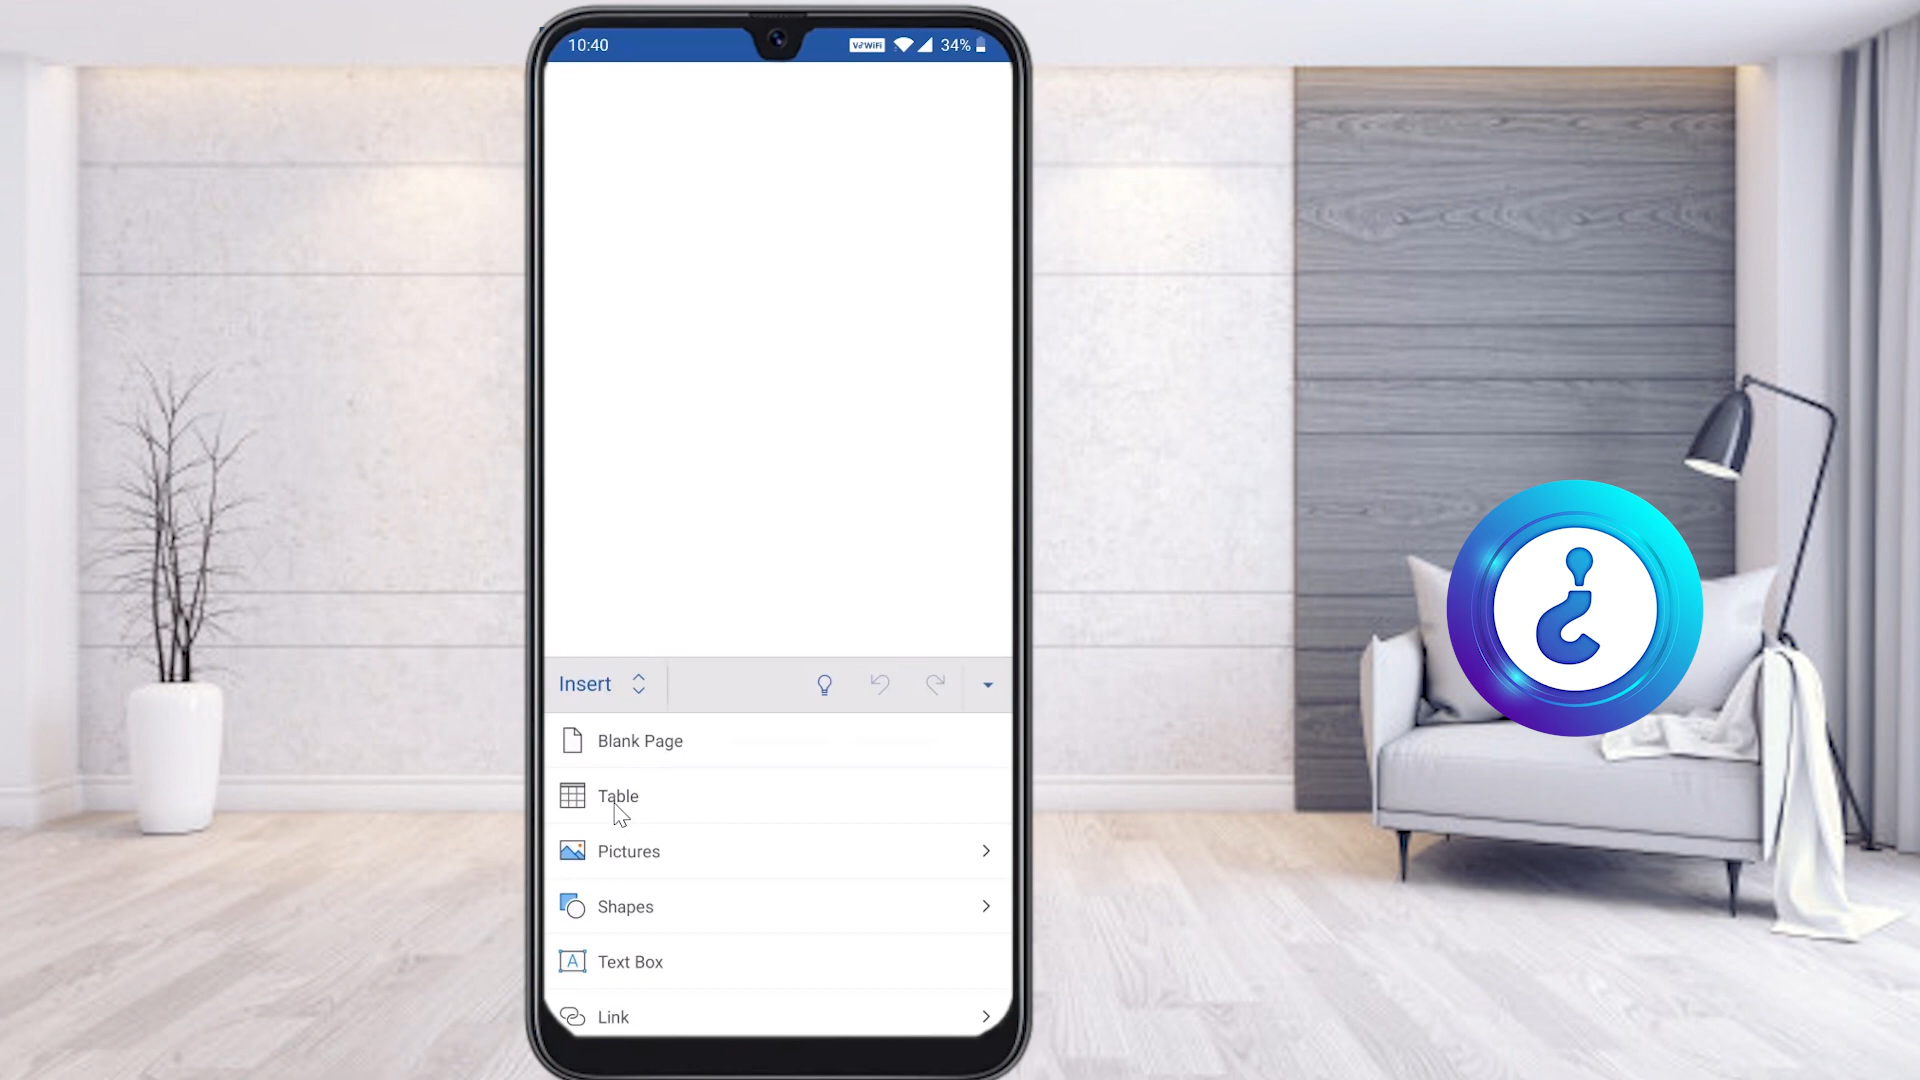 10:40
VoWiFi 34%
Insert
Blank Page
Table
Pictures
Shapes
A Text Box
Link